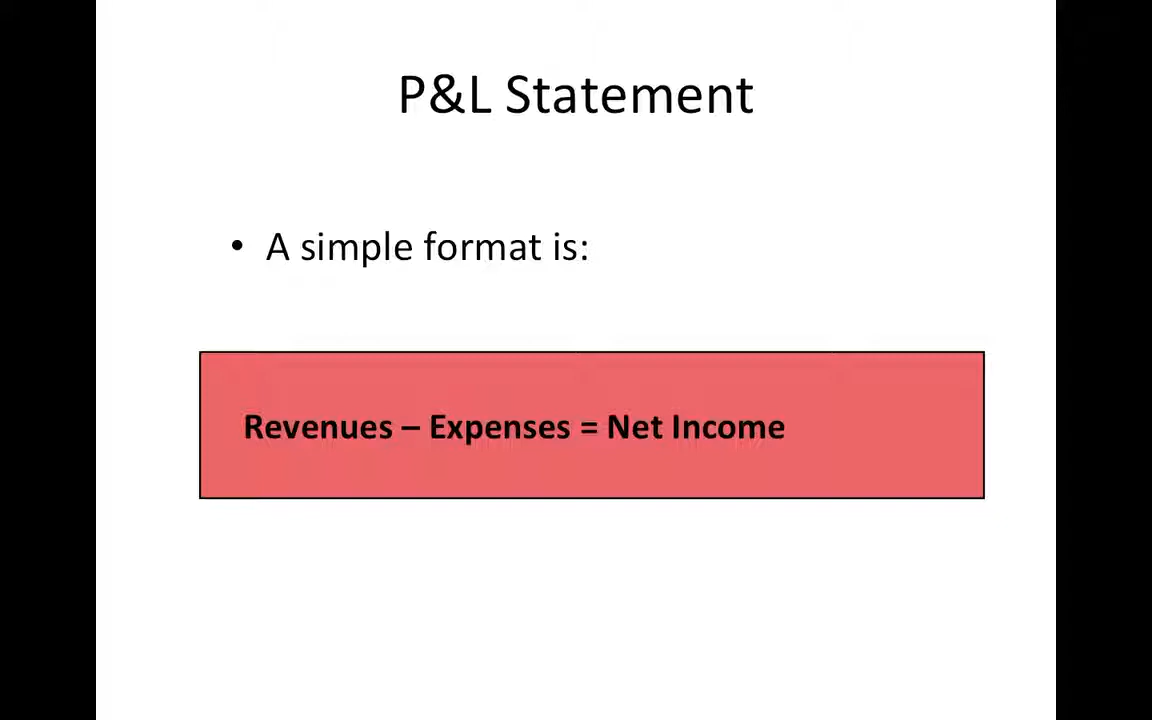 P&L Statement
• A simple format is:
Revenues – Expenses = Net Income